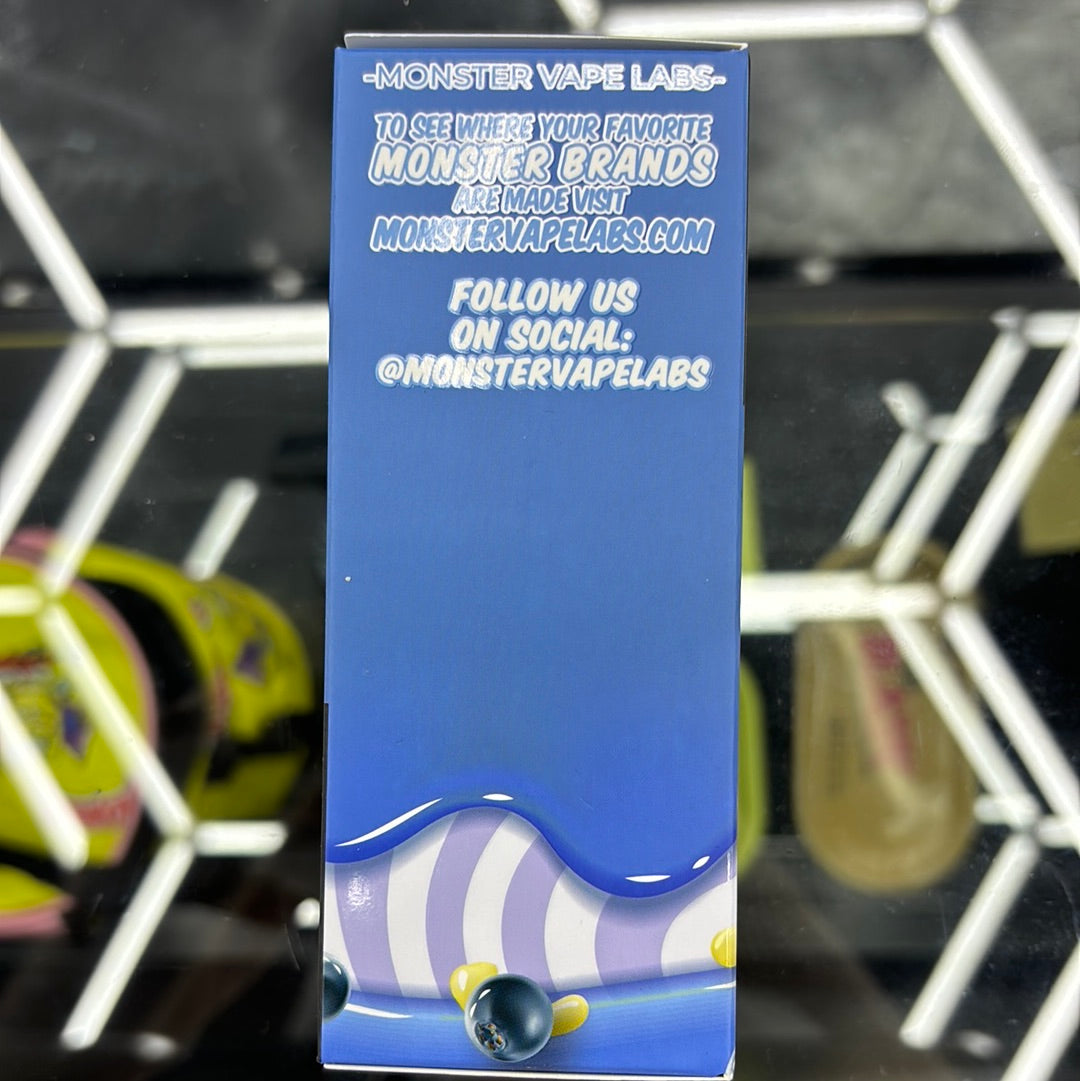 -MONSTER VAPE LABS-
TO SEE WHERE YOUR FAVORITE
MONSTER BRANDS
ARE MADE VISIT
MONSTERVAPELABS.COM
FOLLOW US
ON SOCIAL:
@MONSTERVAPELABS